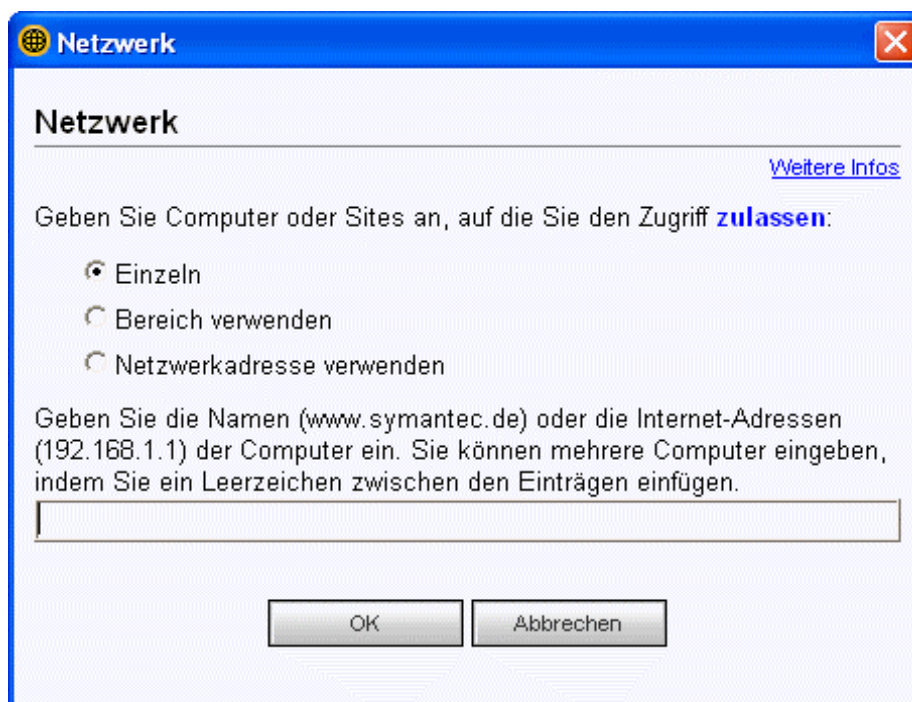 Netzwerk
Netzwerk
Weitere Infos
Geben Sie Computer oder Sites an, auf die Sie den Zugriff zulassen:
Einzeln
Bereich verwenden
Netzwerkadresse verwenden
Geben Sie die Namen (www.symantec.de) oder die Internet-Adressen
(192.168.1.1) der Computer ein. Sie können mehrere Computer eingeben,
indem Sie ein Leerzeichen zwischen den Einträgen einfügen.
OK
Abbrechen